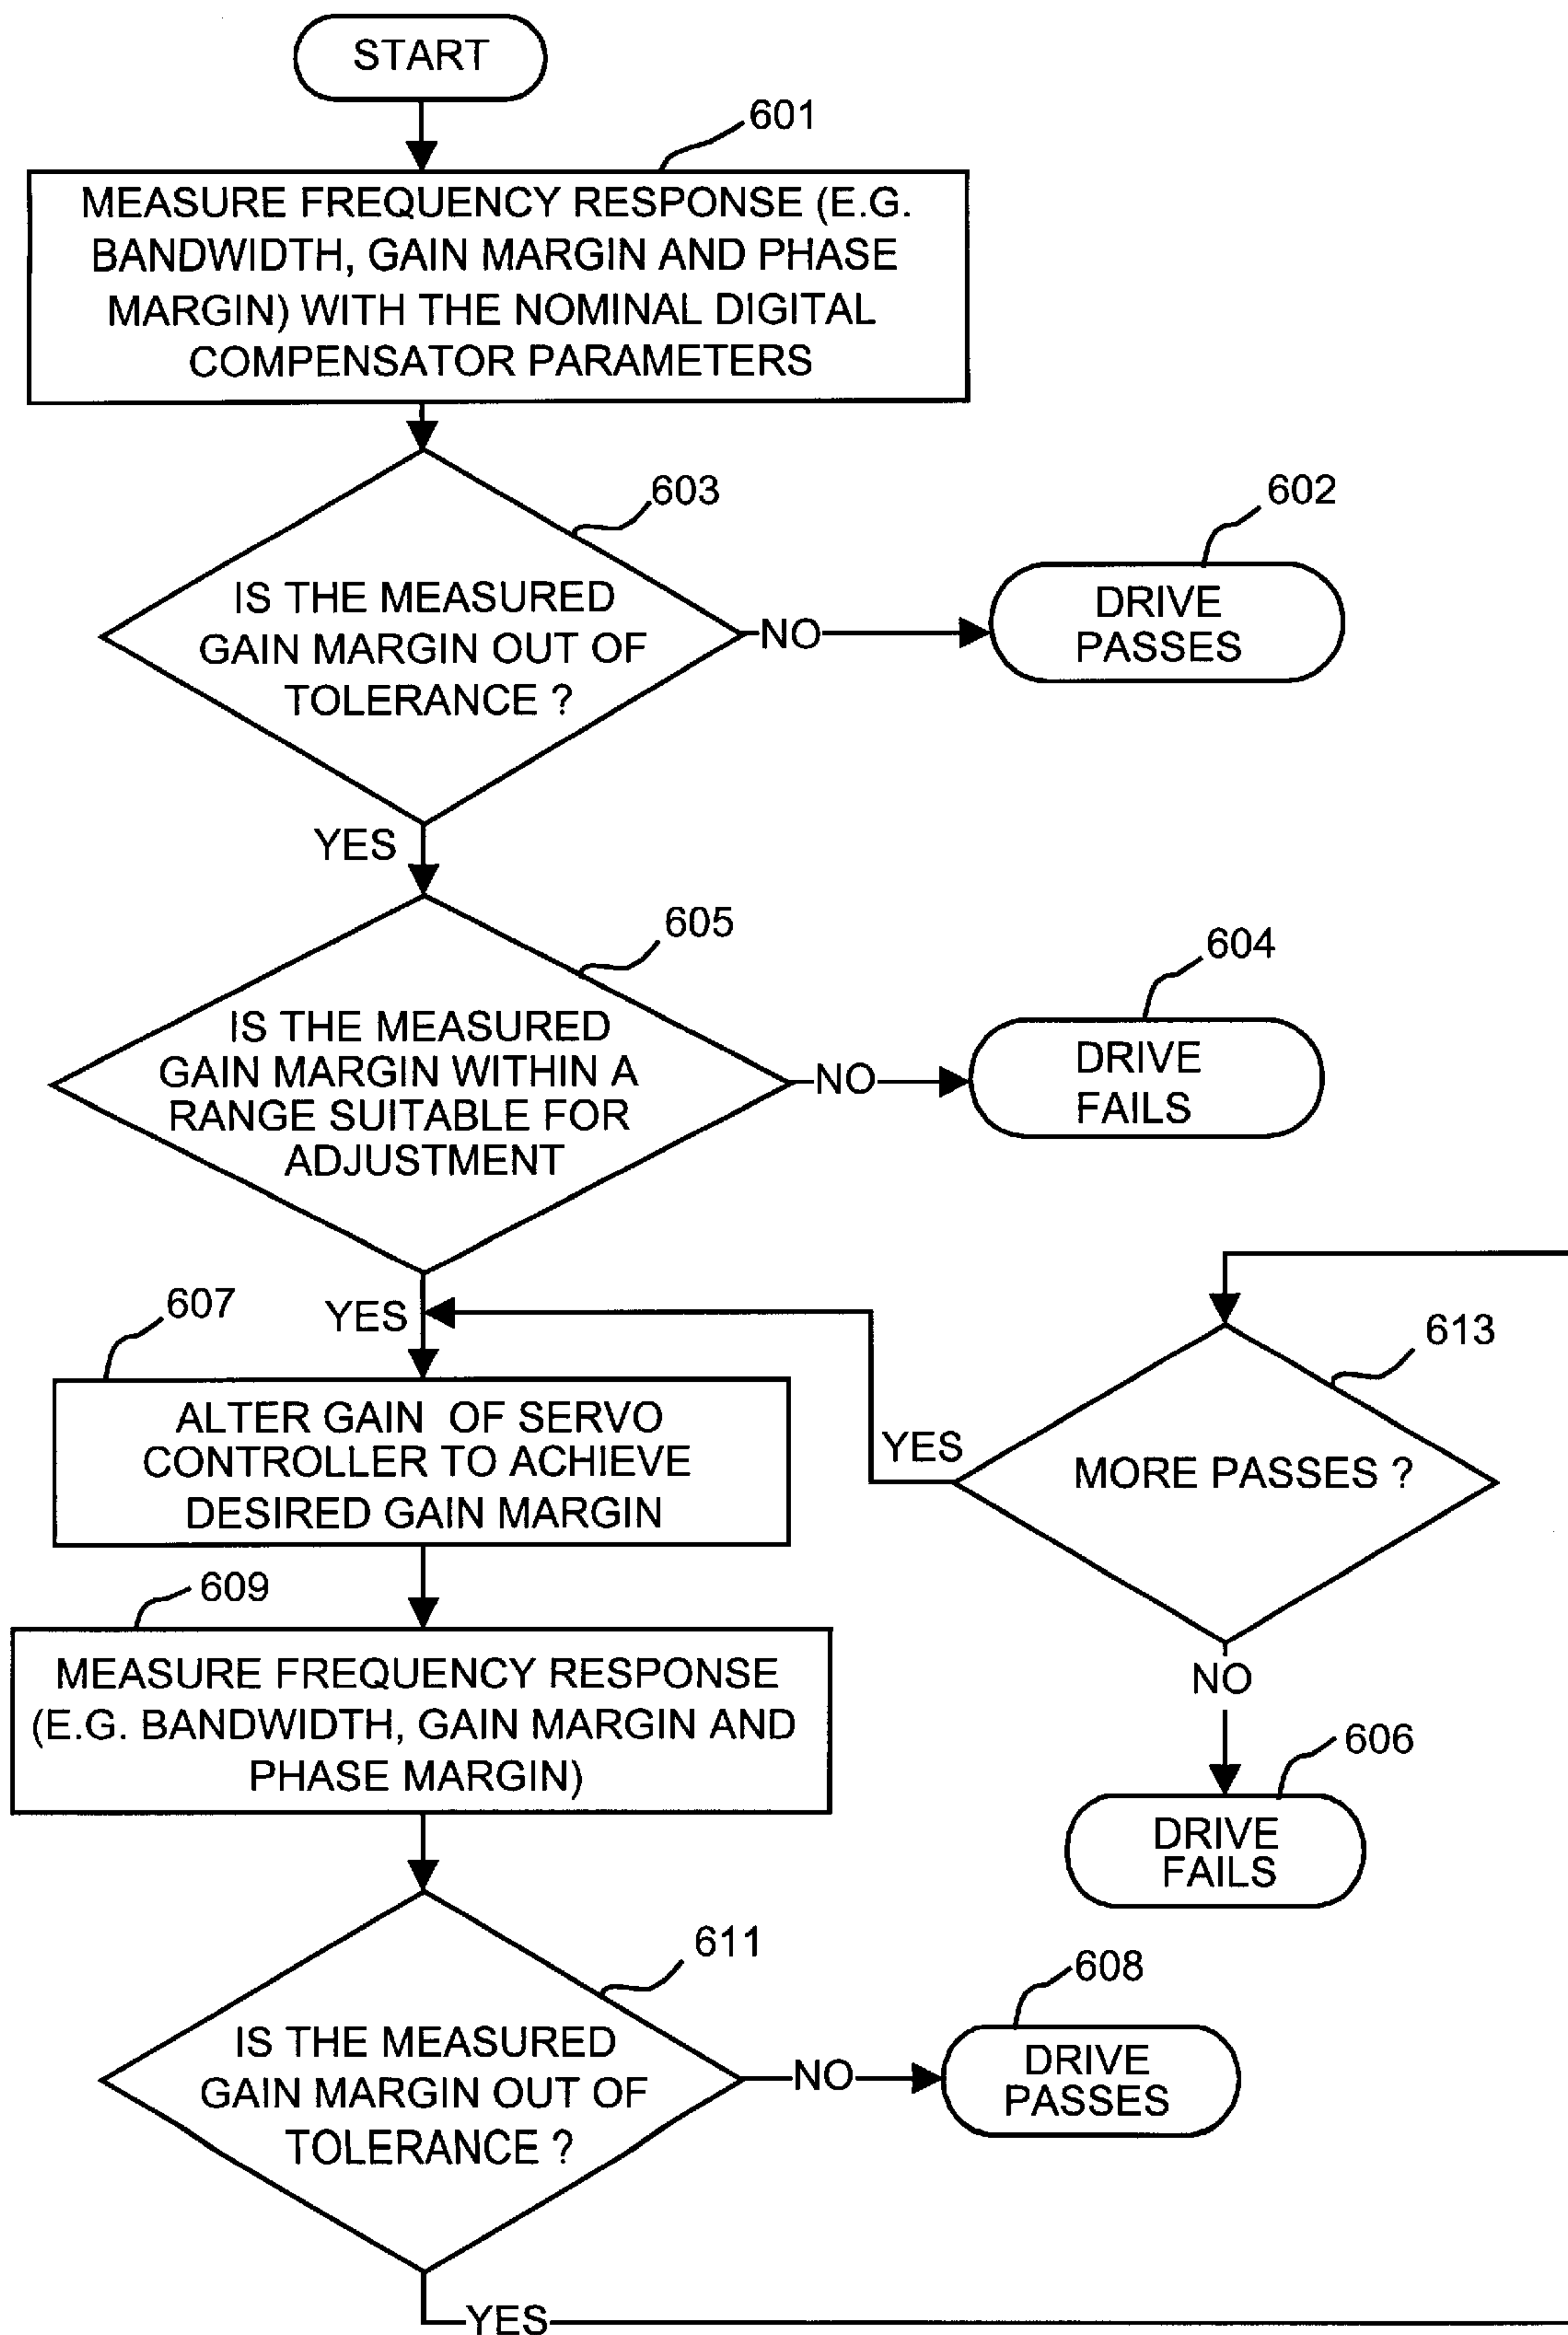 START
601
MEASURE FREQUENCY RESPONSE (E.G.
BANDWIDTH, GAIN MARGIN AND PHASE
MARGIN) WITH THE NOMINAL DIGITAL
COMPENSATOR PARAMETERS
603
602
IS THE MEASURED
GAIN MARGIN OUT OF
TOLERANCE ?
NO
DRIVE
PASSES
YES
605
604
IS THE MEASURED
GAIN MARGIN WITHIN A
RANGE SUITABLE FOR
ADJUSTMENT
NO
DRIVE
FAILS
YES
607
613
ALTER GAIN OF SERVO
CONTROLLER TO ACHIEVE
DESIRED GAIN MARGIN
YES
MORE PASSES ?
609
MEASURE FREQUENCY RESPONSE
(E.G. BANDWIDTH, GAIN MARGIN AND
PHASE MARGIN)
NO
606
DRIVE
FAILS
611
608
IS THE MEASURED
GAIN MARGIN OUT OF
TOLERANCE ?
NO
DRIVE
PASSES
YES